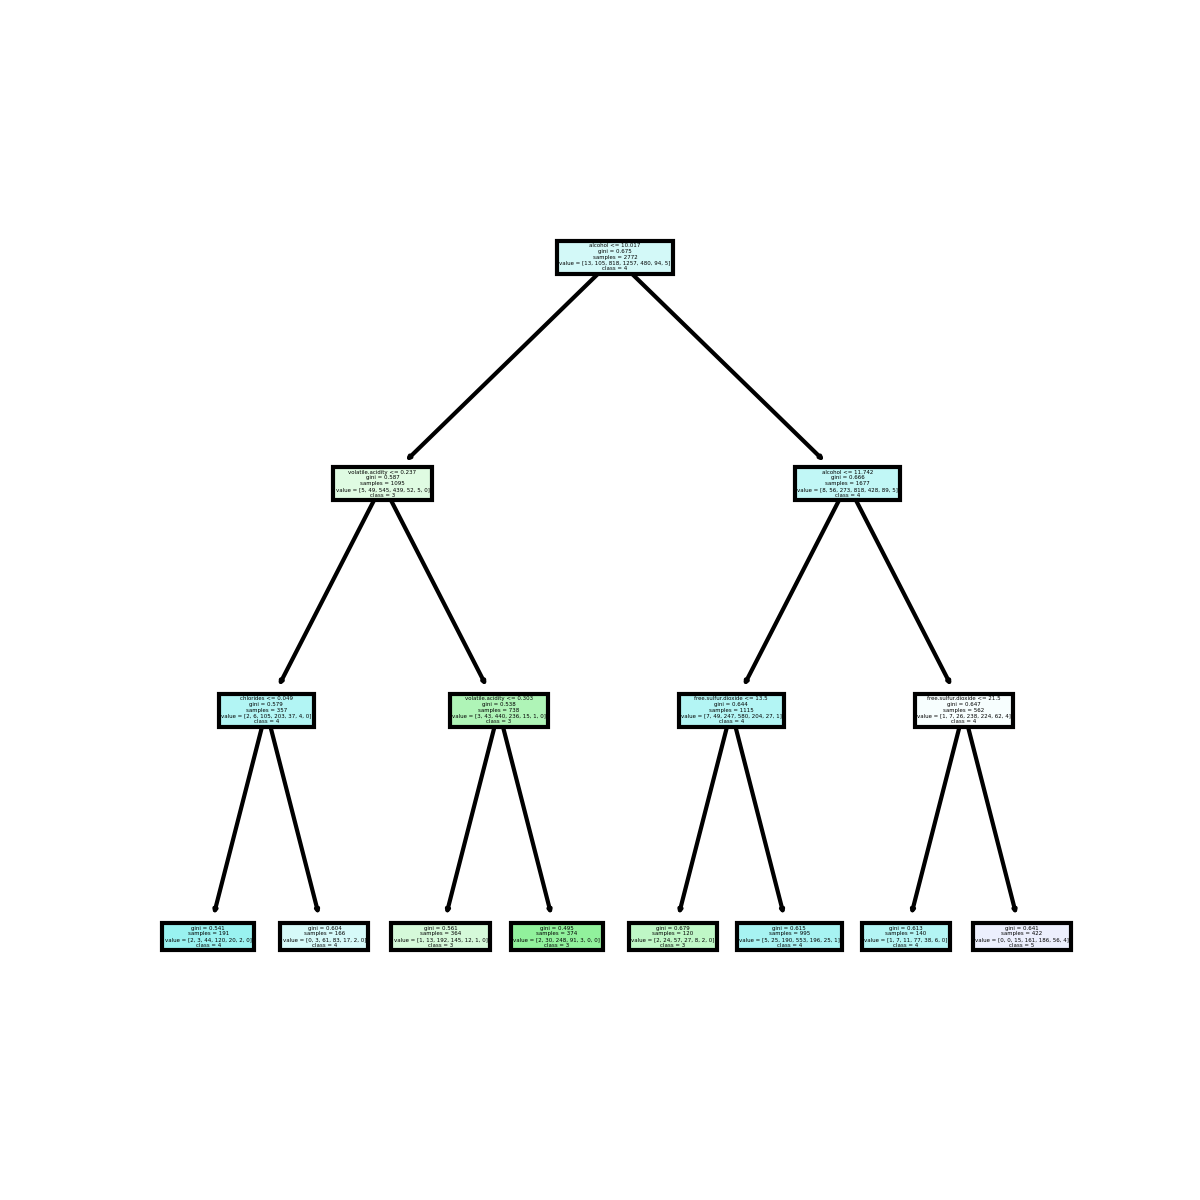 alcohol <= 10.017
gini = 0.675
samples = 2772
value = [13, 105, 818, 1257, 480, 94, 5]
class = 4
volatile.acidity <= 0.237
gini = 0.587
samples = 1095
value = [5, 49, 545, 439, 52, 5, 0]
class = 3
alcohol <= 11.742
gini = 0.666
samples = 1677
value = [8, 56, 273, 818, 428, 89, 5]
class = 4
chlorides <= 0.049
gini = 0.579
samples = 357
value = [2, 6, 105, 203, 37, 4, 0]
class = 4
volatile.acidity <= 0.303
gini = 0.538
samples = 738
value = [3, 43, 440, 236, 15, 1, 0]
class = 3
free.sulfur.dioxide <= 13.5
gini = 0.644
samples = 1115
value = [7, 49, 247, 580, 204, 27, 1]
class = 4
free.sulfur.dioxide <= 21.5
gini = 0.647
samples = 562
value = [1, 7, 26, 238, 224, 62, 4]
class = 4
gini = 0.541
samples = 191
value = [2, 3, 44, 120, 20, 2, 0]
class = 4
gini = 0.604
samples = 166
value = [0, 3, 61, 83, 17, 2, 0]
class = 4
gini = 0.561
samples = 364
value = [1, 13, 192, 145, 12, 1, 0]
class = 3
gini = 0.495
samples = 374
value = [2, 30, 248, 91, 3, 0, 0]
class = 3
gini = 0.679
samples = 120
value = [2, 24, 57, 27, 8, 2, 0]
class = 3
gini = 0.615
samples = 995
value = [5, 25, 190, 553, 196, 25, 1]
class = 4
gini = 0.613
samples = 140
value = [1, 7, 11, 77, 38, 6, 0]
class = 4
gini = 0.641
samples = 422
value = [0, 0, 15, 161, 186, 56, 4]
class = 5